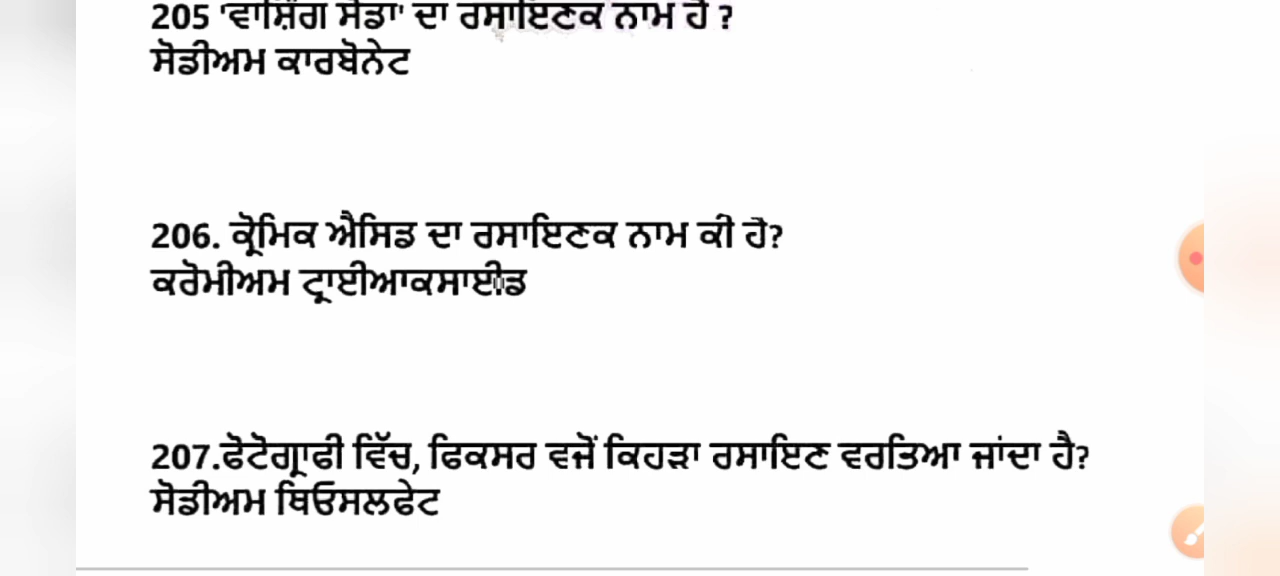 205 'ਵਾਸ਼ਿੰਗ ਸੋਡਾ' ਦਾ ਰਸਾਇਣਕ ਨਾਮ ਹੈ ?
ਸੋਡੀਅਮ ਕਾਰਬੋਨੇਟ
206. ਕ੍ਰੋਮਿਕ ਐਸਿਡ ਦਾ ਰਸਾਇਣਕ ਨਾਮ ਕੀ ਹੈ?
ਕਰੋਮੀਅਮ ਟ੍ਰਾਈਆਕਸਾਈਡ
207.ਫੋਟੋਗ੍ਰਾਫੀ ਵਿੱਚ, ਫਿਕਸਰ ਵਜੋਂ ਕਿਹੜਾ ਰਸਾਇਣ ਵਰਤਿਆ ਜਾਂਦਾ ਹੈ?
ਸੋਡੀਅਮ ਥਿਓਸਲਫੇਟ